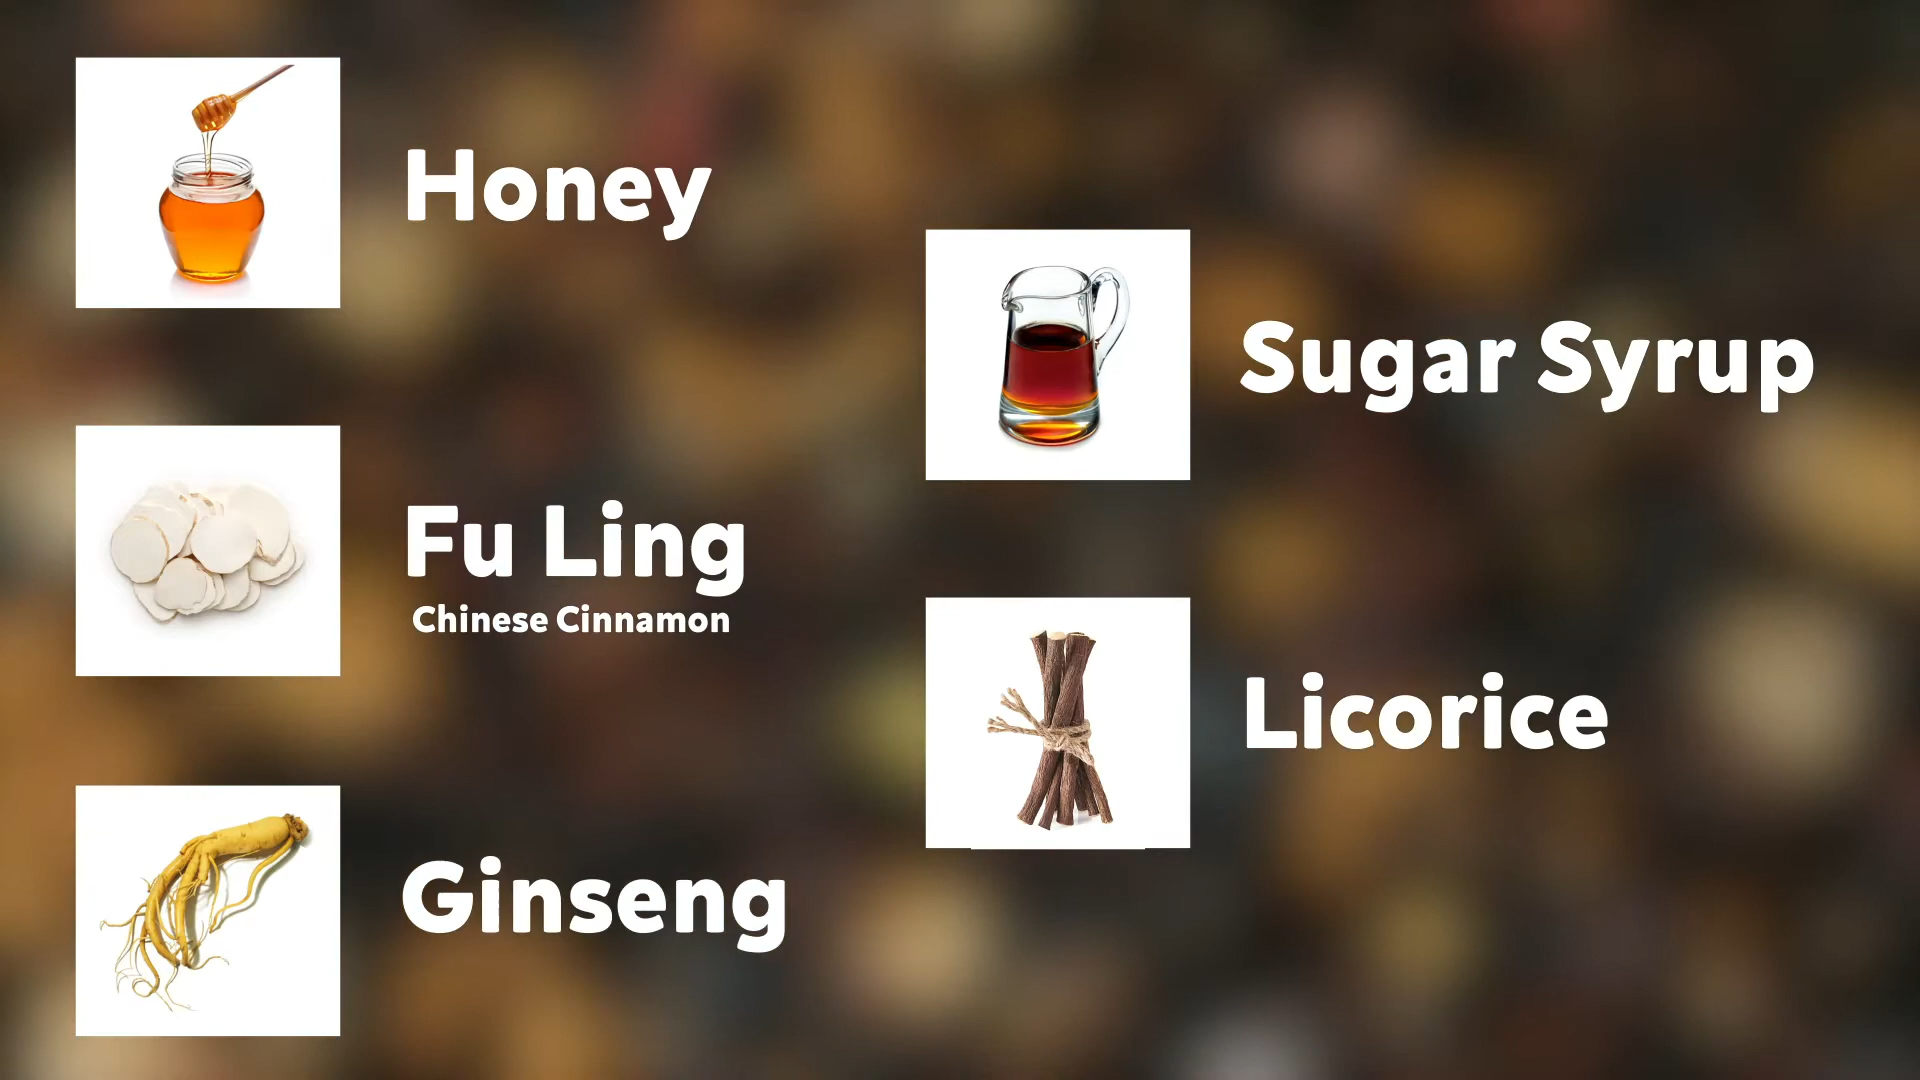 Honey
Fu Ling
Chinese Cinnamon
Ginseng
Sugar Syrup
Licorice